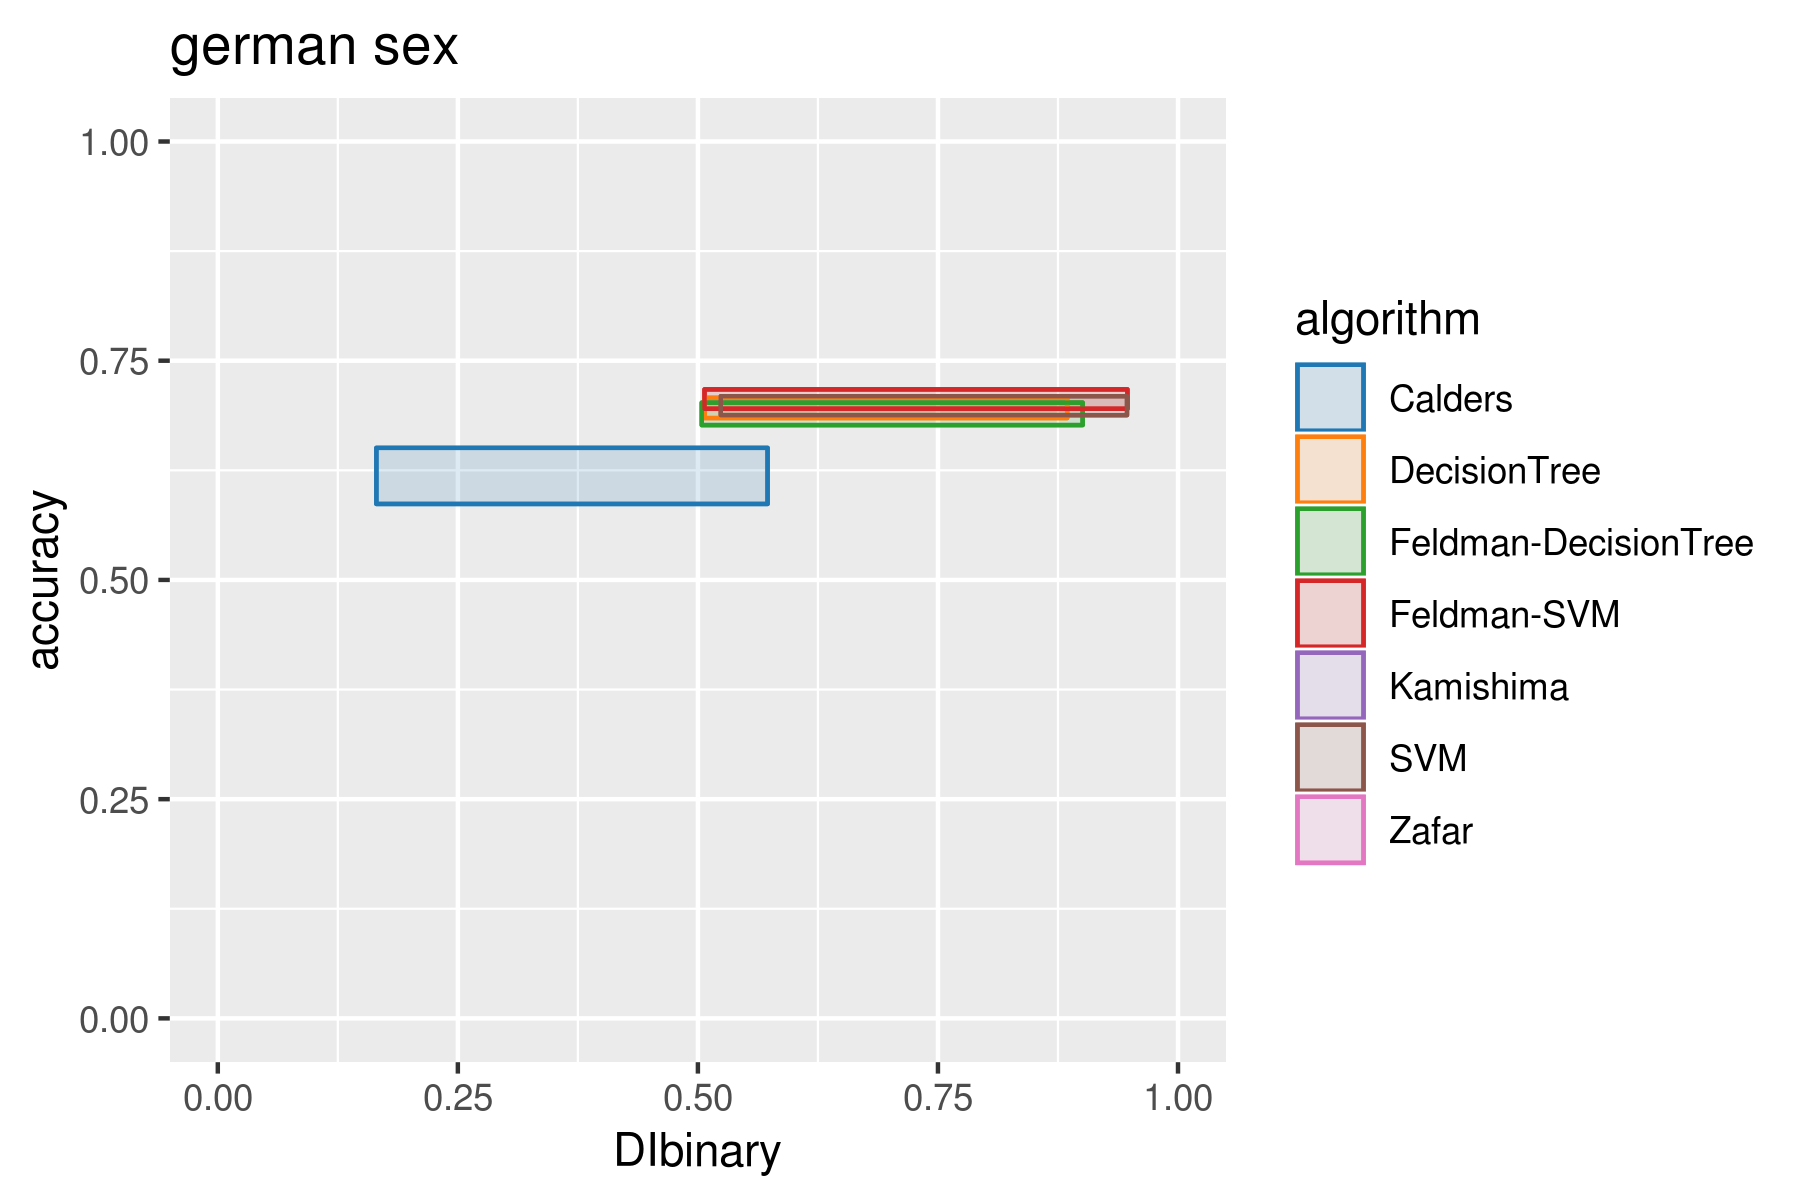 german sex
1.00
0.75
0.50
0.25
0.00
accuracy
0.00 0.25 0.50 0.75 1.00
DIbinary
algorithm
Calders
DecisionTree
Feldman-DecisionTree
Feldman-SVM
Kamishima
SVM
Zafar